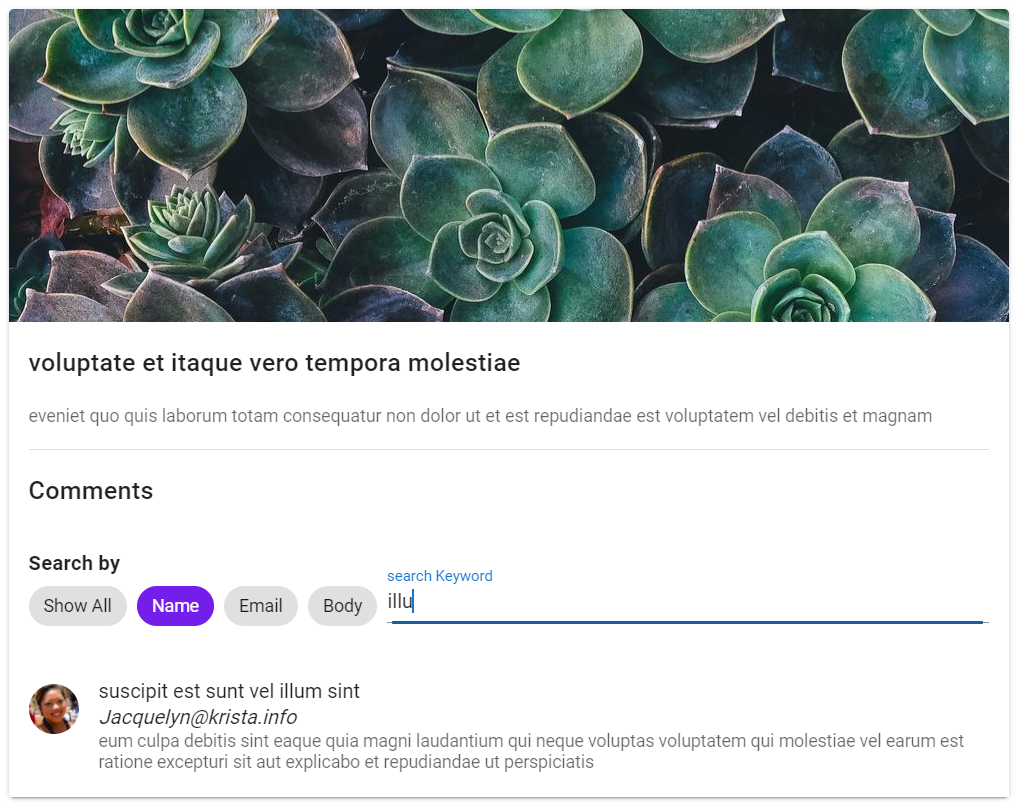 voluptate et itaque vero tempora molestiae
eveniet quo quis laborum totam consequatur non dolor ut et est repudiandae est voluptatem vel debitis et magnam
Comments
Search by
search Keyword
Show All Name Email Body illu
suscipit est sunt vel illum sint
Jacquelyn@krista.info
eum culpa debitis sint eaque quia magni laudantium qui neque voluptas voluptatem qui molestiae vel earum est
ratione excepturi sit aut explicabo et repudiandae ut perspiciatis